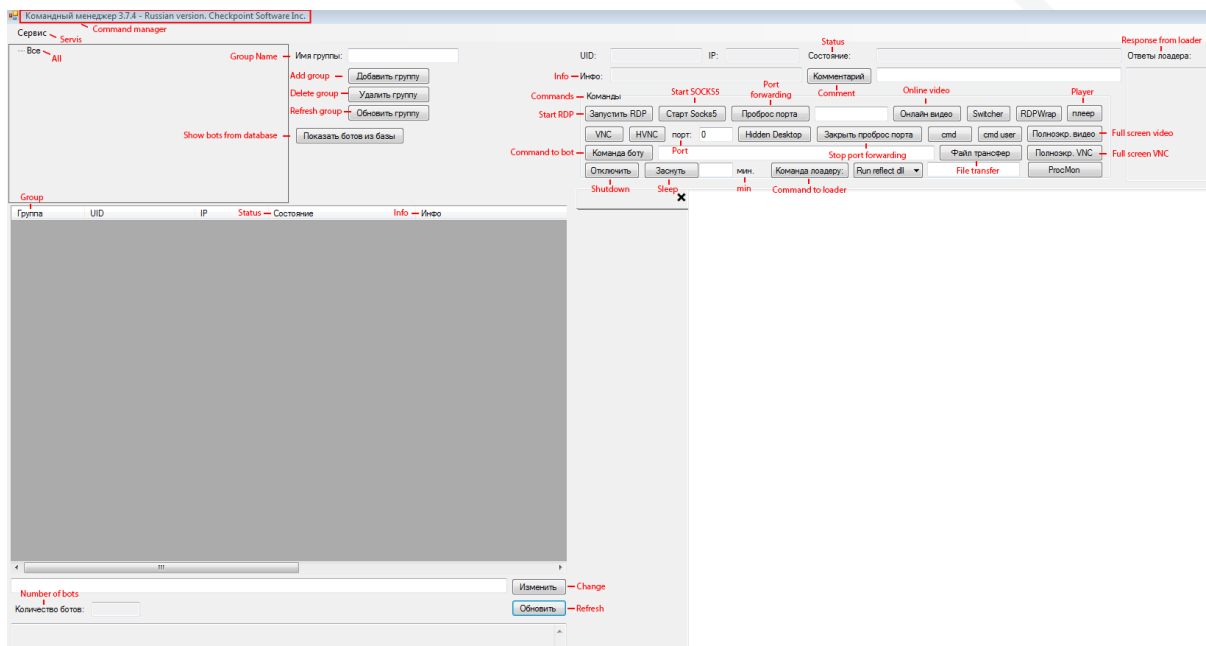 Командный менеджер 3.7.4 - Russian version. Checkpoint Software Inc.
Command manager
Сервис
Servis
Все
All
Group Name
Имя группы:
Add group
Добавить группу
Delete group
Удалить группу
Refresh group
Обновить группу
Show bots from database
Показать ботов из базы
UID:
IP:
Status
Состояние:
Response from loader
Ответы лоадера:
Info
Инфо:
Комментарий
Comment
Commands
Команды
Start SOCKS5
Port forwarding
Online video
Player
Start RDP
Запустить RDP
Старт Socks5
Проброс порта
Онлайн видео
Switcher
RDPWrap
плеер
VNC
HVNC
порт:
0
Hidden Desktop
Закрыть проброс порта
cmd
cmd user
Полноэкр. видео
Full screen video
Port
Stop port forwarding
Command to bot
Команда боту
Файл трансфер
Полноэкр. VNC
Full screen VNC
Отключить
Заснуть
мин.
Команда лоадеру:
Run reflect dll
File transfer
ProcMon
Shutdown
Sleep
min
Command to loader
Group
Группа
UID
IP
Status
Состояние
Info
Инфо
Изменить
Change
Number of bots
Количество ботов:
Обновить
Refresh